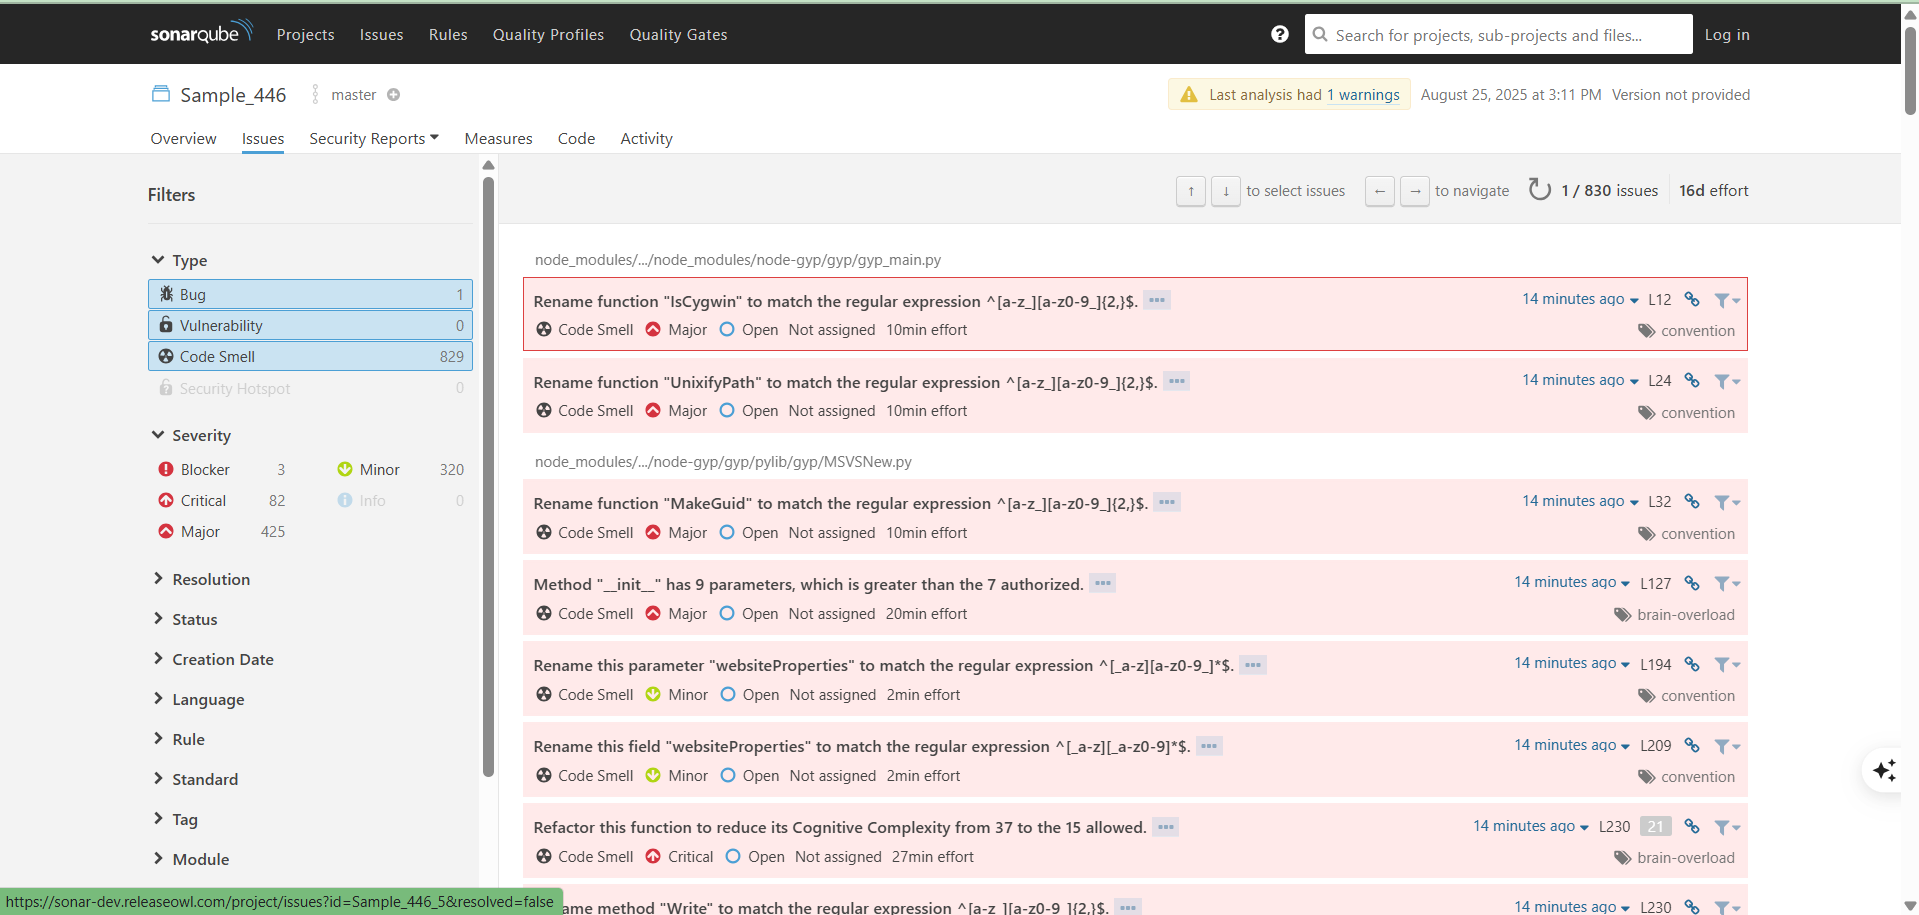 sonarqube Projects Issues Rules Quality Profiles Quality Gates Search for projects, sub-projects and files... Log in
Sample_446 master Last analysis had 1 warnings August 25, 2025 at 3:11 PM Version not provided
Overview Issues Security Reports Measures Code Activity
Filters
Type
Bug 1
Vulnerability 0
Code Smell 829
Security Hotspot 0
Severity
Blocker 3 Minor 320
Critical 82 Info 0
Major 425
Resolution
Status
Creation Date
Language
Rule
Standard
Tag
Module
↑ ↓ to select issues ← → to navigate 1 / 830 issues 16d effort
node_modules/.../node_modules/node-gyp/gyp/gyp_main.py
Rename function "IsCygwin" to match the regular expression ^[a-z_][a-z0-9_]{2,}$. ••• 14 minutes ago L12
Code Smell Major Open Not assigned 10min effort convention
Rename function "UnixifyPath" to match the regular expression ^[a-z_][a-z0-9_]{2,}$. ••• 14 minutes ago L24
Code Smell Major Open Not assigned 10min effort convention
node_modules/.../node-gyp/gyp/pylib/gyp/MSVSNew.py
Rename function "MakeGuid" to match the regular expression ^[a-z_][a-z0-9_]{2,}$. ••• 14 minutes ago L32
Code Smell Major Open Not assigned 10min effort convention
Method "__init__" has 9 parameters, which is greater than the 7 authorized. ••• 14 minutes ago L127
Code Smell Major Open Not assigned 20min effort brain-overload
Rename this parameter "websiteProperties" to match the regular expression ^[_a-z][a-z0-9_]*$. ••• 14 minutes ago L194
Code Smell Minor Open Not assigned 2min effort convention
Rename this field "websiteProperties" to match the regular expression ^[_a-z][_a-z0-9]*$. ••• 14 minutes ago L209
Code Smell Minor Open Not assigned 2min effort convention
Refactor this function to reduce its Cognitive Complexity from 37 to the 15 allowed. ••• 14 minutes ago L230 21
Code Smell Critical Open Not assigned 27min effort brain-overload
ame method "Write" to match the regular expression ^[a-z_][a-z0-9_]{2,}$. ••• 14 minutes ago L230
https://sonar-dev.releaseowl.com/project/issues?id=Sample_446_5&resolved=false